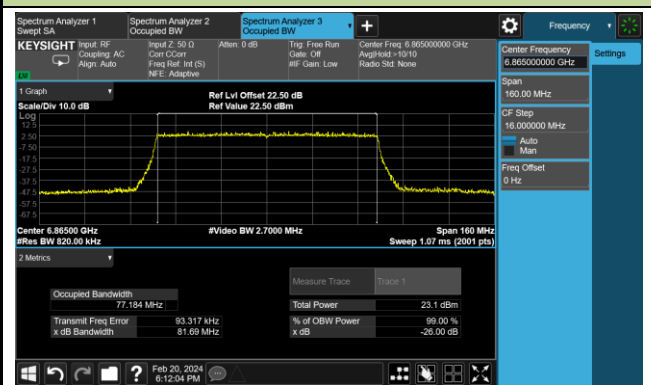 Spectrum Analyzer 1
Swept SA
Spectrum Analyzer 2
Occupied BW
Spectrum Analyzer 3
Occupied BW
Frequency
KEYSIGHT
Input: RF
Coupling: AC
Align: Auto
Input Z: 50 Ω
Corr CCorr
Freq Ref: Int (S)
NFE: Adaptive
Atten: 0 dB
Trig: Free Run
Gate: Off
#IF Gain: Low
Center Freq: 6.865000000 GHz
Avg|Hold:>10/10
Radio Std: None
Center Frequency
6.865000000 GHz
Settings
Span
160.00 MHz
CF Step
16.000000 MHz
Auto
Man
Freq Offset
0 Hz
1 Graph
Scale/Div 10.0 dB
Ref Lvl Offset 22.50 dB
Ref Value 22.50 dBm
Log
12.5
2.50
-7.50
-17.5
-27.5
-37.5
-47.5
-57.5
-67.5
Center 6.86500 GHz
#Res BW 820.00 kHz
#Video BW 2.7000 MHz
Span 160 MHz
Sweep 1.07 ms (2001 pts)
2 Metrics
Measure Trace
Trace 1
Occupied Bandwidth
77.184 MHz
Total Power
23.1 dBm
Transmit Freq Error
93.317 kHz
% of OBW Power
99.00 %
x dB Bandwidth
81.69 MHz
x dB
-26.00 dB
Feb 20, 2024
6:12:04 PM